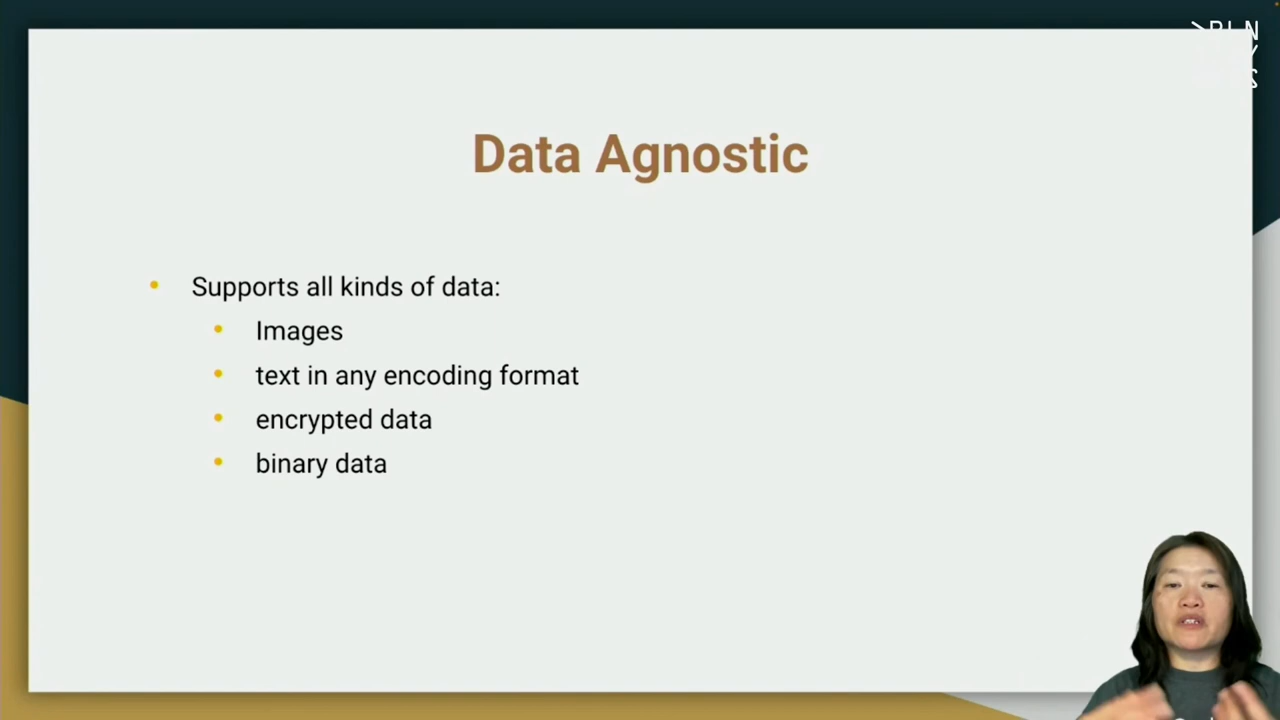 Data Agnostic
Supports all kinds of data:
Images
text in any encoding format
encrypted data
binary data